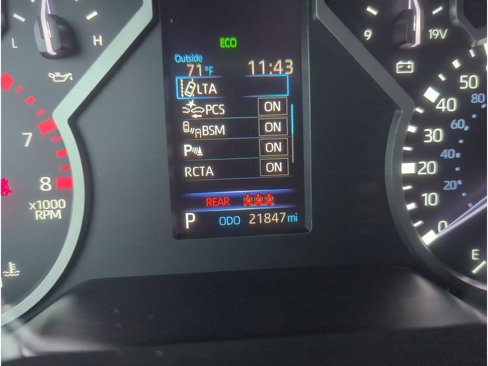 L
H
ECO
Outside
71°F 11:43
LTA
PCS ON
BSM ON
P ON
RCTA ON
REAR
P ODO 21847 mi
7
8
x1000
RPM
9
19V
50
40
30
20
10
0
80
60
40
20
E